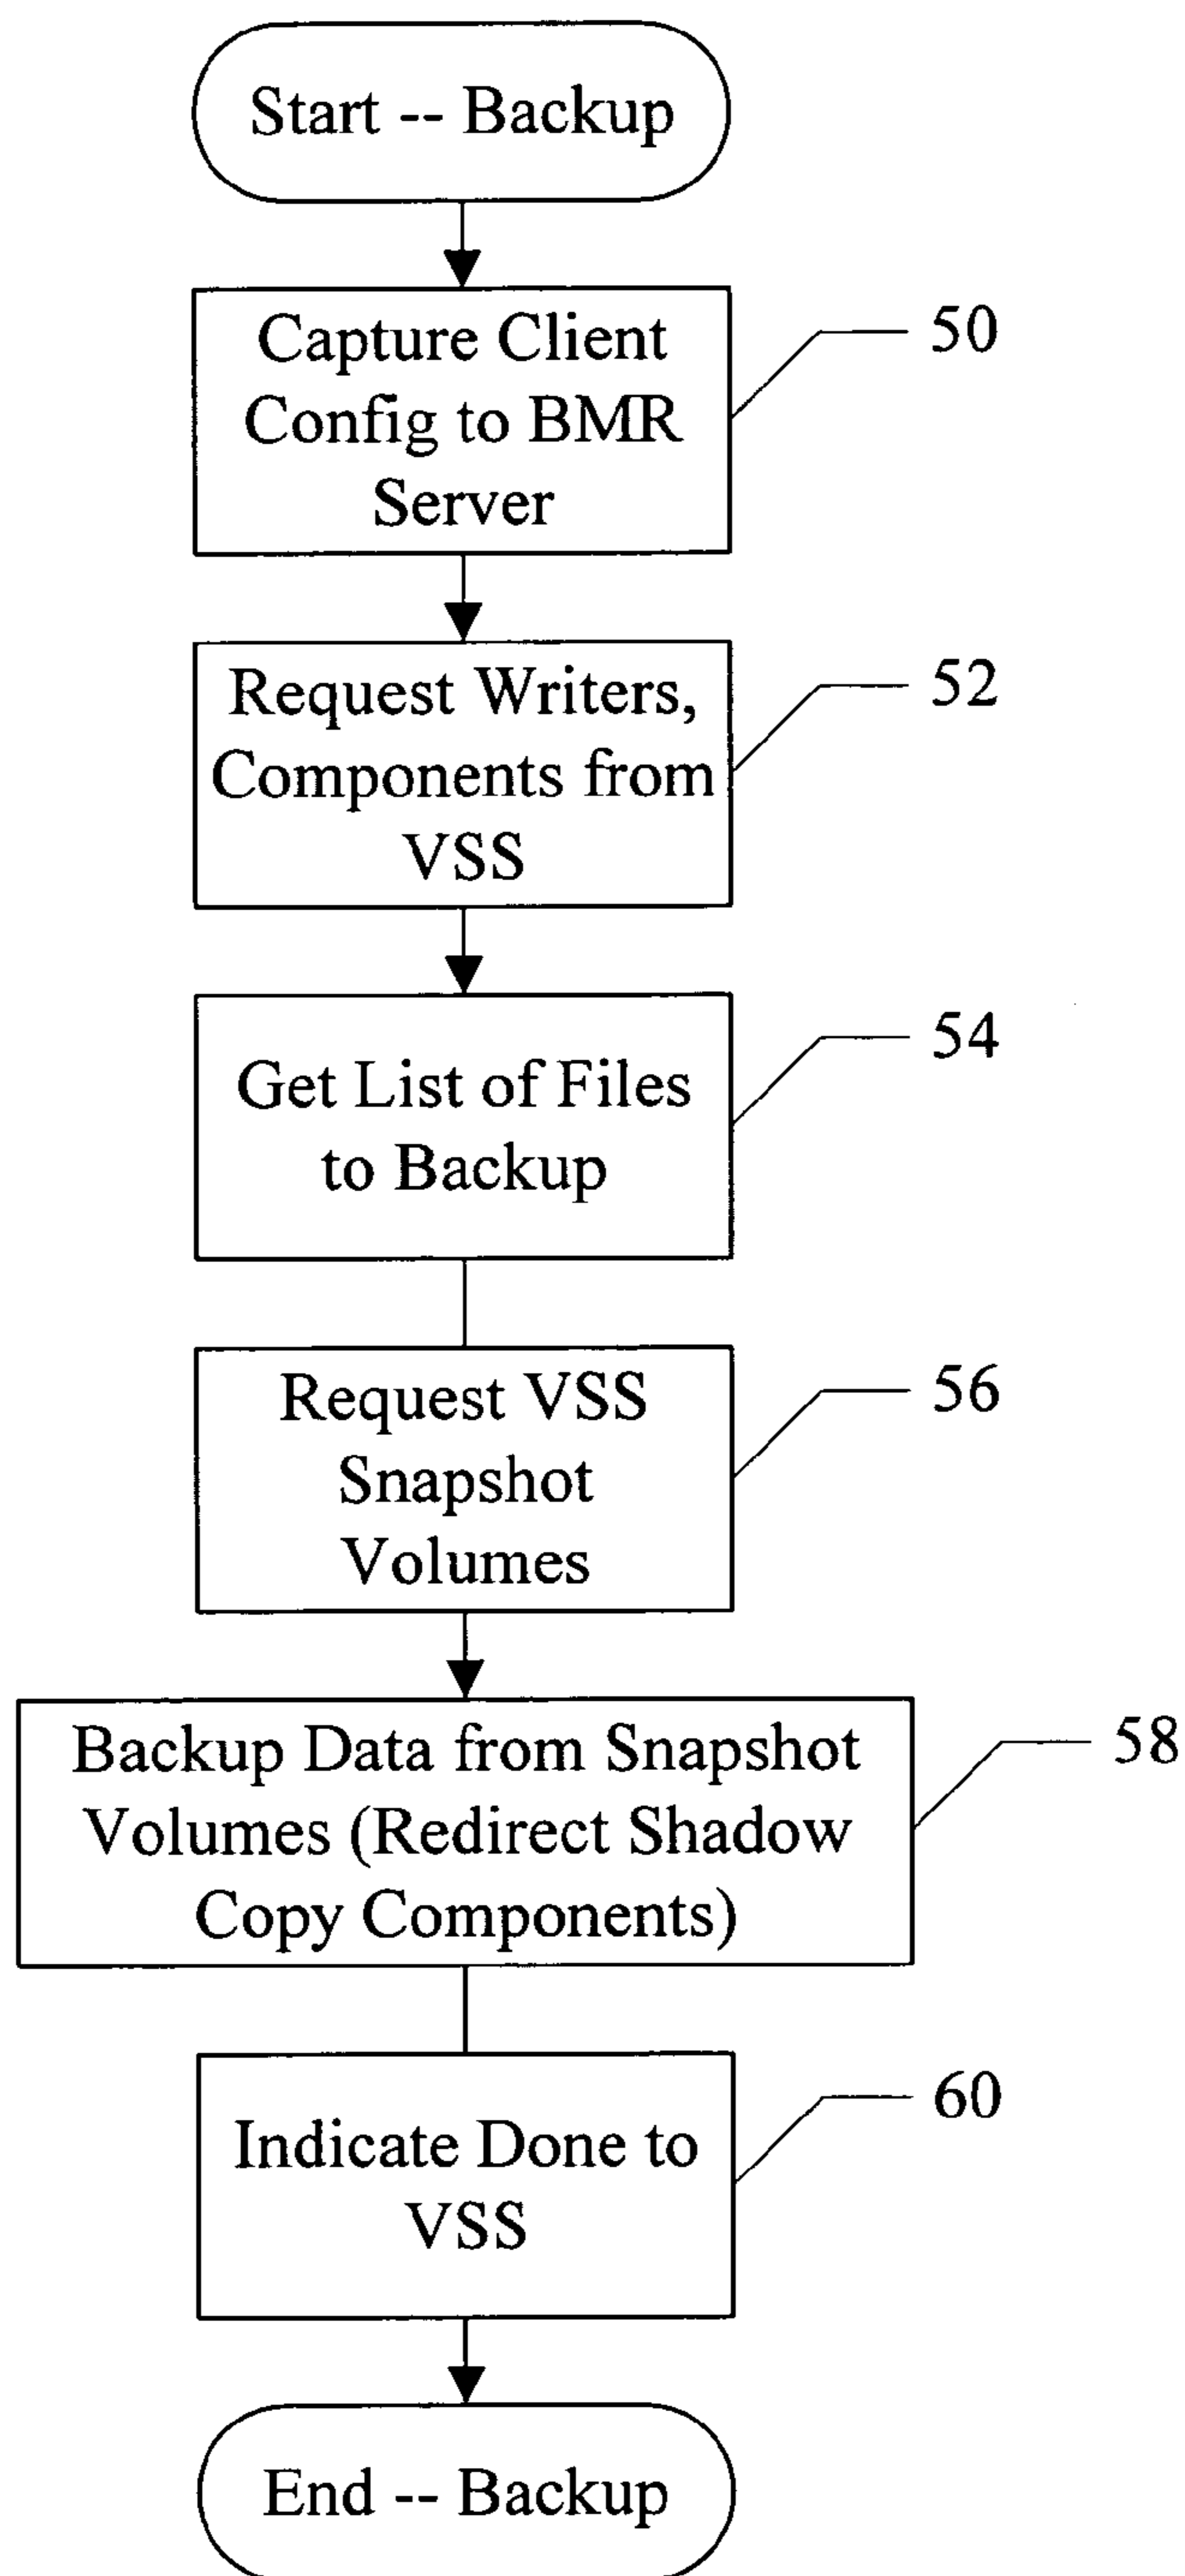 Start -- Backup
Capture Client
Config to BMR
Server
50
Request Writers,
Components from
VSS
52
Get List of Files
to Backup
54
Request VSS
Snapshot
Volumes
56
Backup Data from Snapshot
Volumes (Redirect Shadow
Copy Components)
58
Indicate Done to
VSS
60
End -- Backup